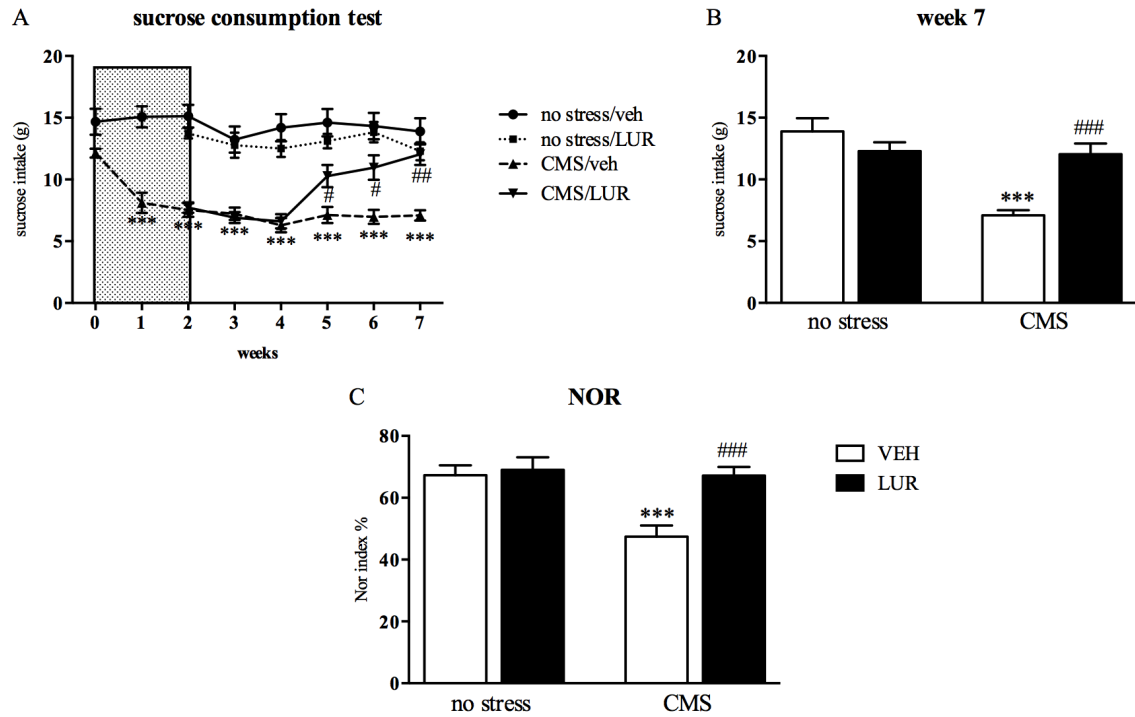 A
sucrose consumption test
20
15
10
5
0
sucrose intake (g)
***
***
***
***
***
***
***
#
#
##
0 1 2 3 4 5 6 7
weeks
no stress/veh
no stress/LUR
CMS/veh
CMS/LUR
B
week 7
20
15
10
5
0
sucrose intake (g)
***
###
no stress CMS
C
NOR
80
60
40
20
0
Nor index %
***
###
no stress CMS
VEH
LUR